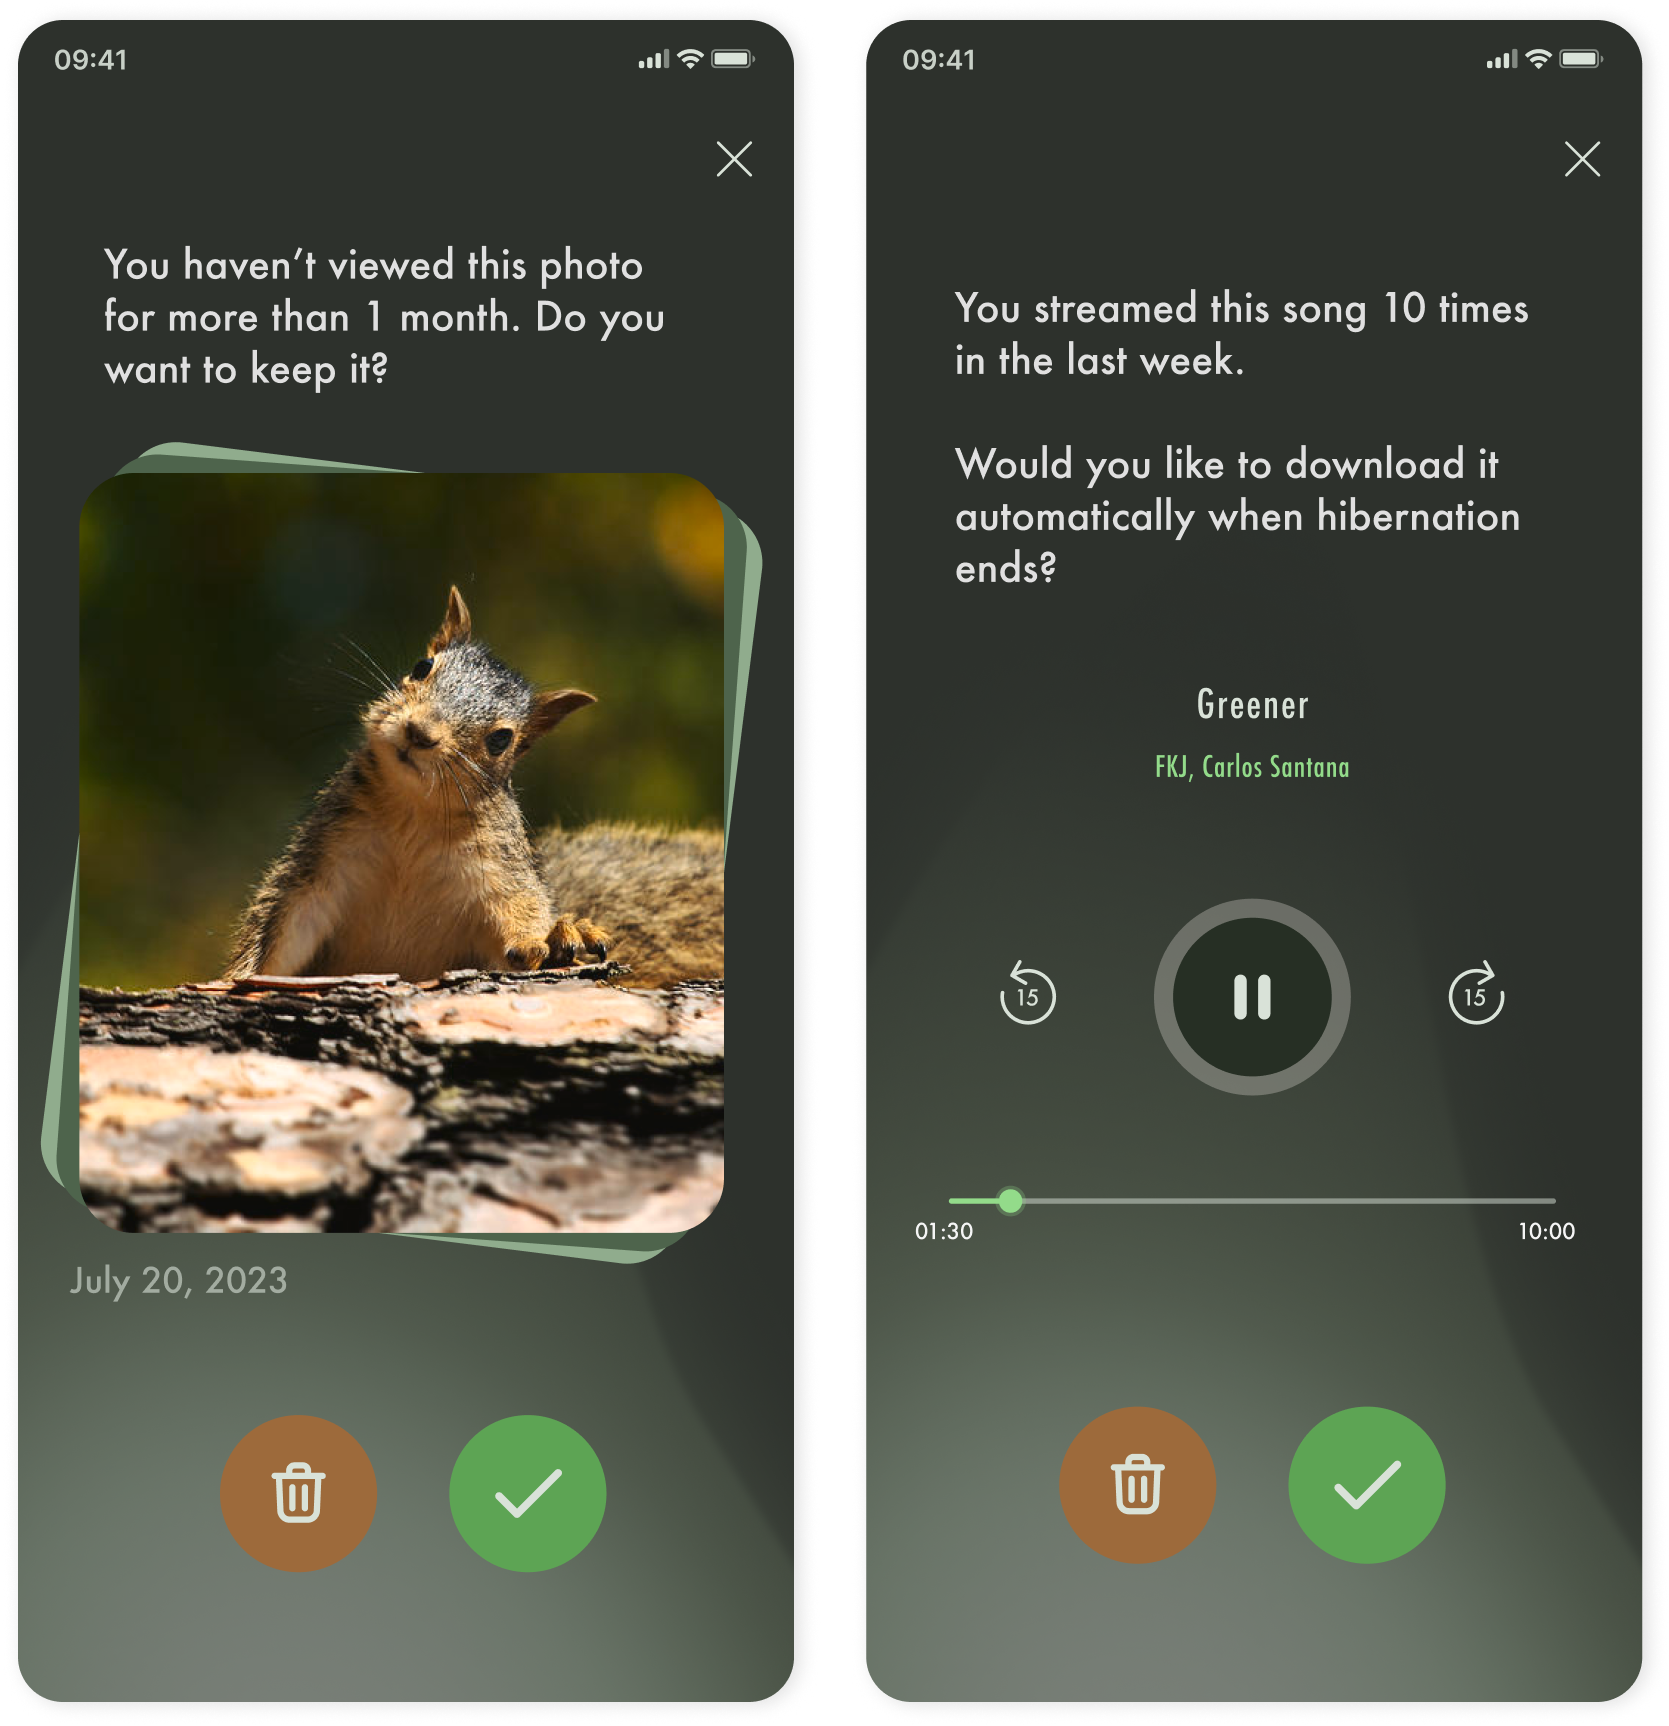 09:41
You haven’t viewed this photo
for more than 1 month. Do you
want to keep it?
July 20, 2023
09:41
You streamed this song 10 times
in the last week.
Would you like to download it
automatically when hibernation
ends?
Greener
FKJ, Carlos Santana
15
15
01:30
10:00